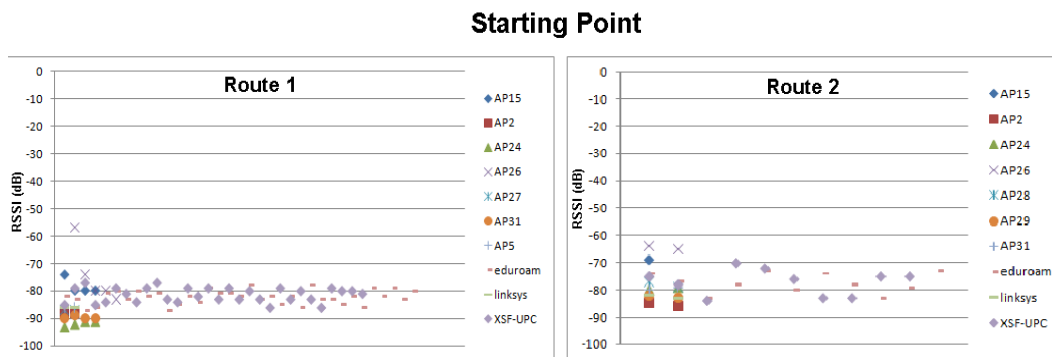 Starting Point
Route 1
RSSI (dB)
0
-10
-20
-30
-40
-50
-60
-70
-80
-90
-100
AP15
AP2
AP24
AP26
AP27
AP31
AP5
eduroam
linksys
XSF-UPC
Route 2
RSSI (dB)
0
-10
-20
-30
-40
-50
-60
-70
-80
-90
-100
AP15
AP2
AP24
AP26
AP28
AP29
AP31
eduroam
linksys
XSF-UPC